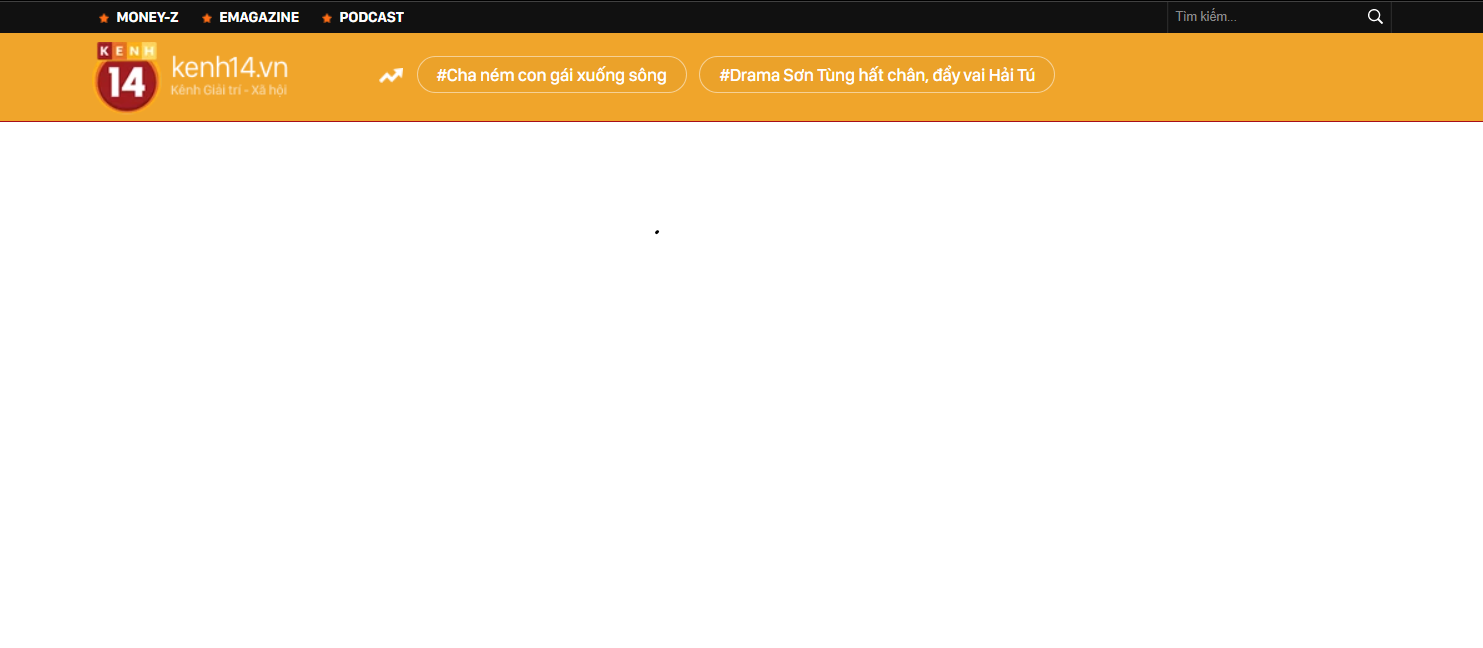 MONEY-Z EMAGAZINE PODCAST Tìm kiếm...
KENH
14
kenh14.vn
Kênh Giải trí - Xã hội
#Cha ném con gái xuống sông #Drama Sơn Tùng hất chân, đẩy vai Hải Tú